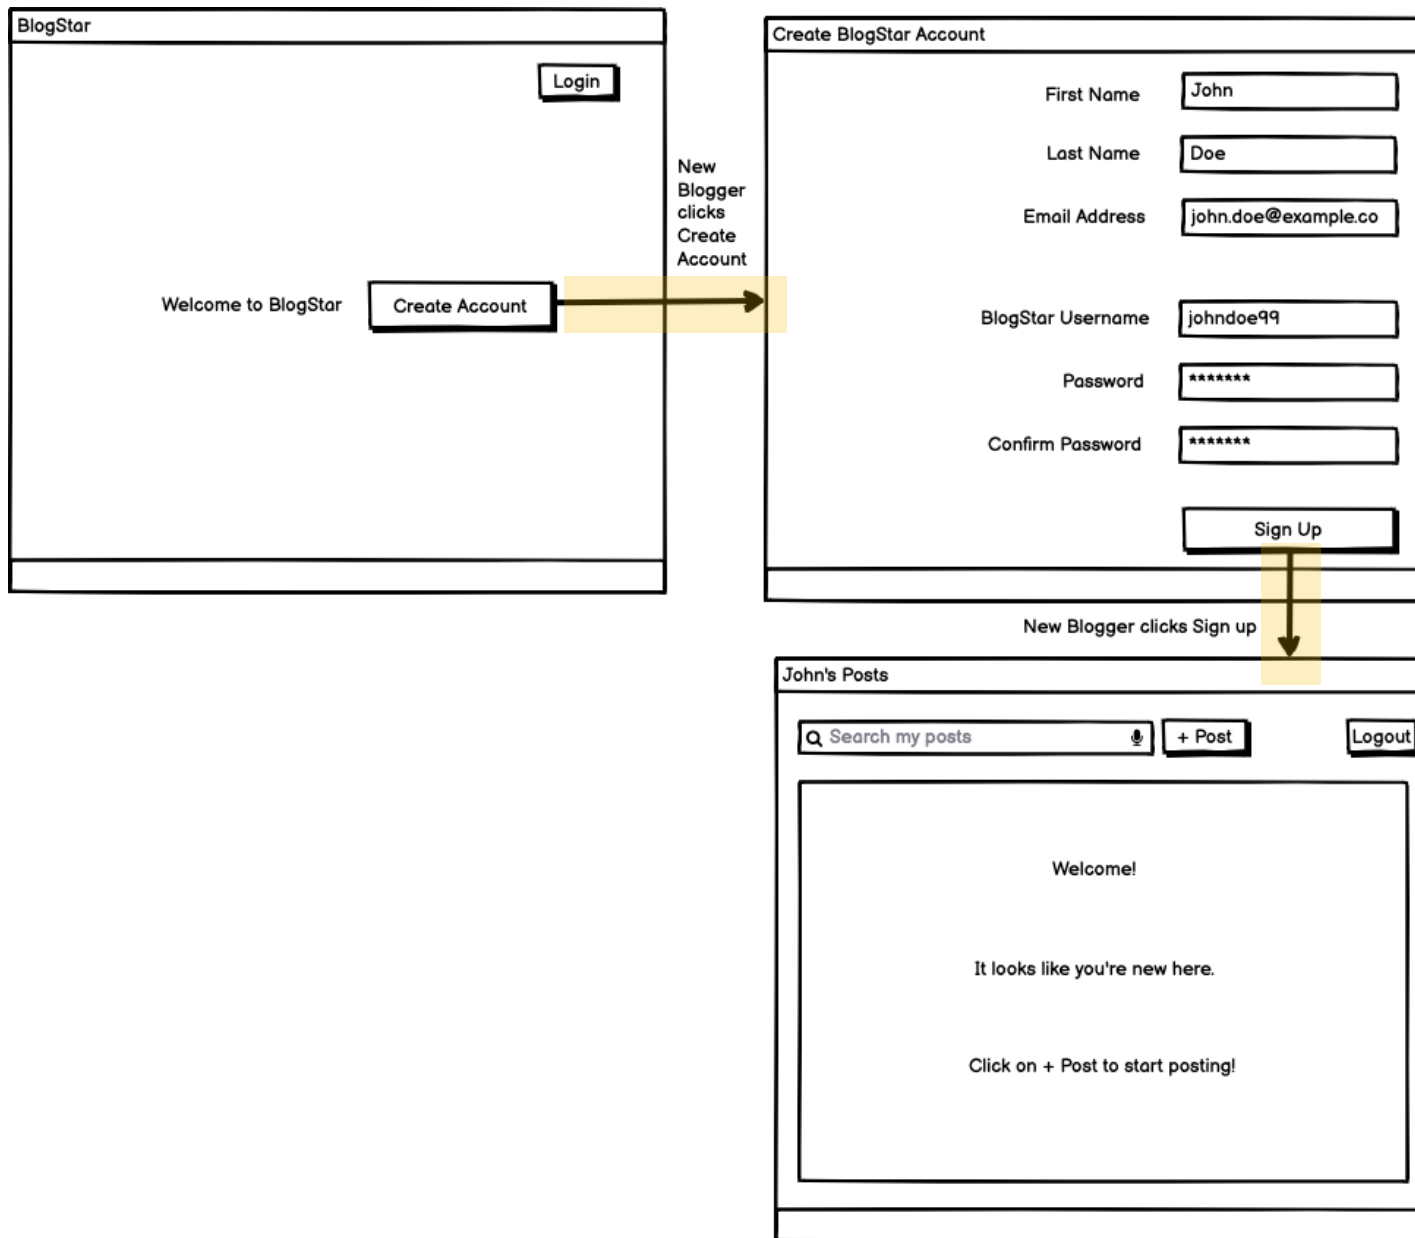 BlogStar
Login
Welcome to BlogStar
Create Account
New
Blogger
clicks
Create
Account
Create BlogStar Account
First Name
John
Last Name
Doe
Email Address
john.doe@example.co
BlogStar Username
johndoe99
Password
*******
Confirm Password
*******
Sign Up
New Blogger clicks Sign up
John's Posts
Search my posts
+ Post
Logout
Welcome!
It looks like you're new here.
Click on + Post to start posting!